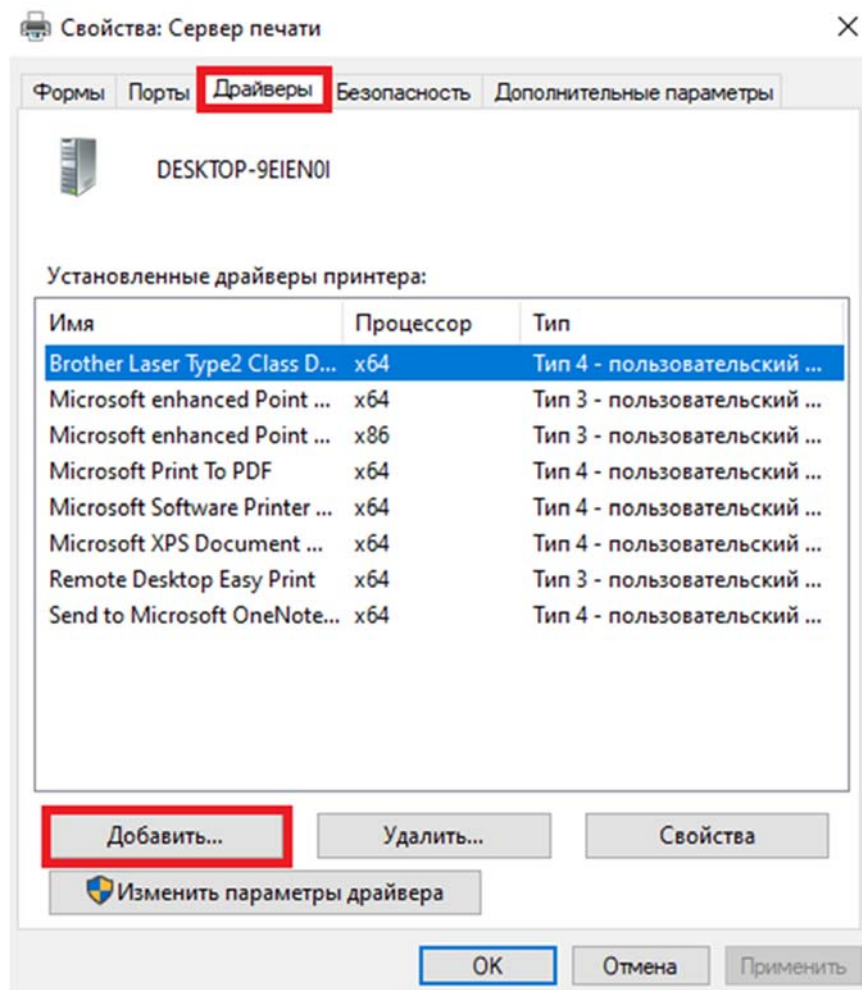 Свойства: Сервер печати
Формы Порты Драйверы Безопасность Дополнительные параметры
DESKTOP-9EIEN0I
Установленные драйверы принтера:
Имя Процессор Тип
Brother Laser Type2 Class D... x64 Тип 4 - пользовательский ...
Microsoft enhanced Point ... x64 Тип 3 - пользовательский ...
Microsoft enhanced Point ... x86 Тип 3 - пользовательский ...
Microsoft Print To PDF x64 Тип 4 - пользовательский ...
Microsoft Software Printer ... x64 Тип 4 - пользовательский ...
Microsoft XPS Document ... x64 Тип 4 - пользовательский ...
Remote Desktop Easy Print x64 Тип 3 - пользовательский ...
Send to Microsoft OneNote... x64 Тип 4 - пользовательский ...
Добавить... Удалить... Свойства
Изменить параметры драйвера
OK Отмена Применить